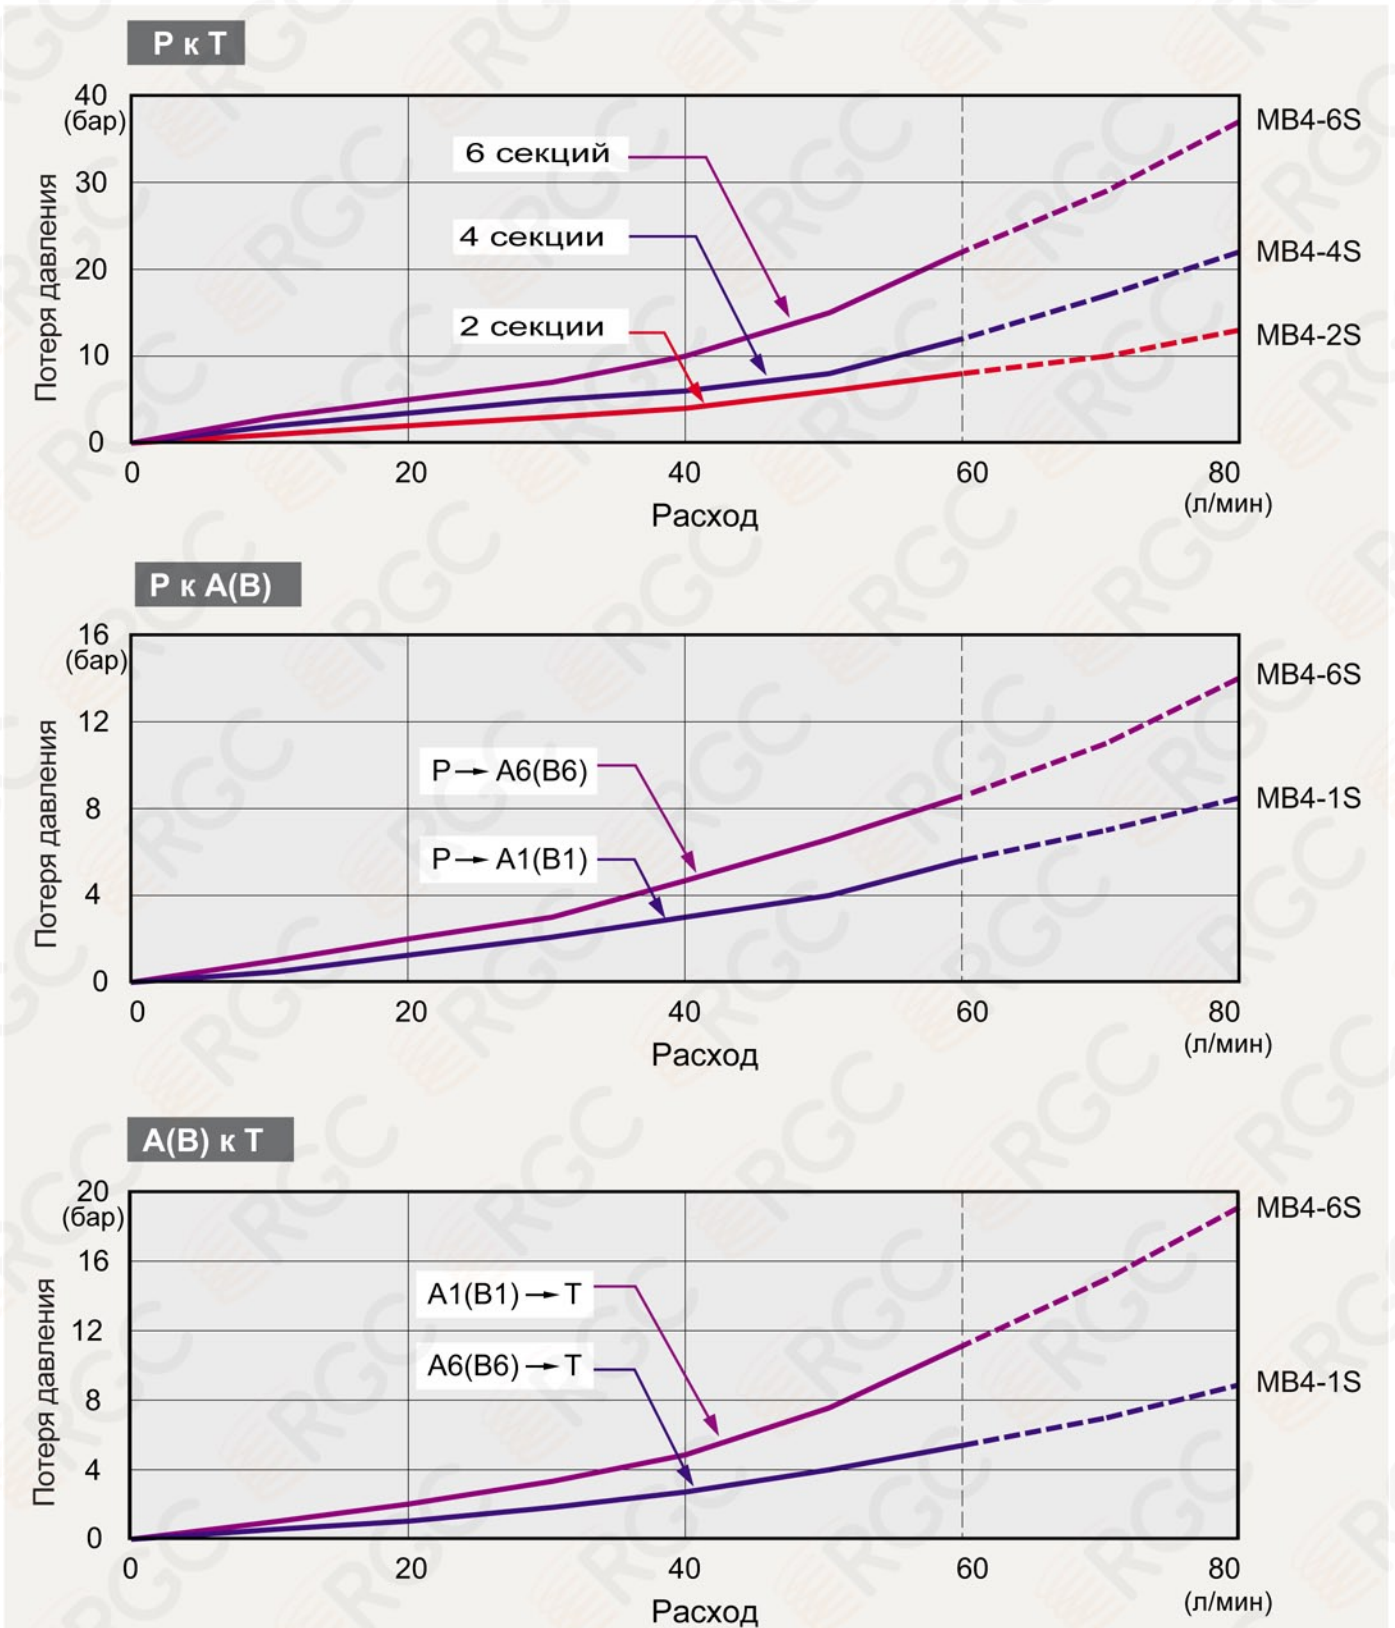 Р к Т
40
(бар)
MB4-6S
6 секций
30
4 секции
MB4-4S
20
2 секции
MB4-2S
10
0
Потеря давления
0 20 40 60 80
(л/мин)
Расход
Р к А(В)
16
(бар)
MB4-6S
12
P→ A6(B6)
MB4-1S
8
P→ A1(B1)
4
0
Потеря давления
0 20 40 60 80
(л/мин)
Расход
А(В) к Т
20
(бар)
MB4-6S
16
A1(B1)→ T
12
A6(B6)→ T
MB4-1S
8
4
0
Потеря давления
0 20 40 60 80
(л/мин)
Расход
RGC